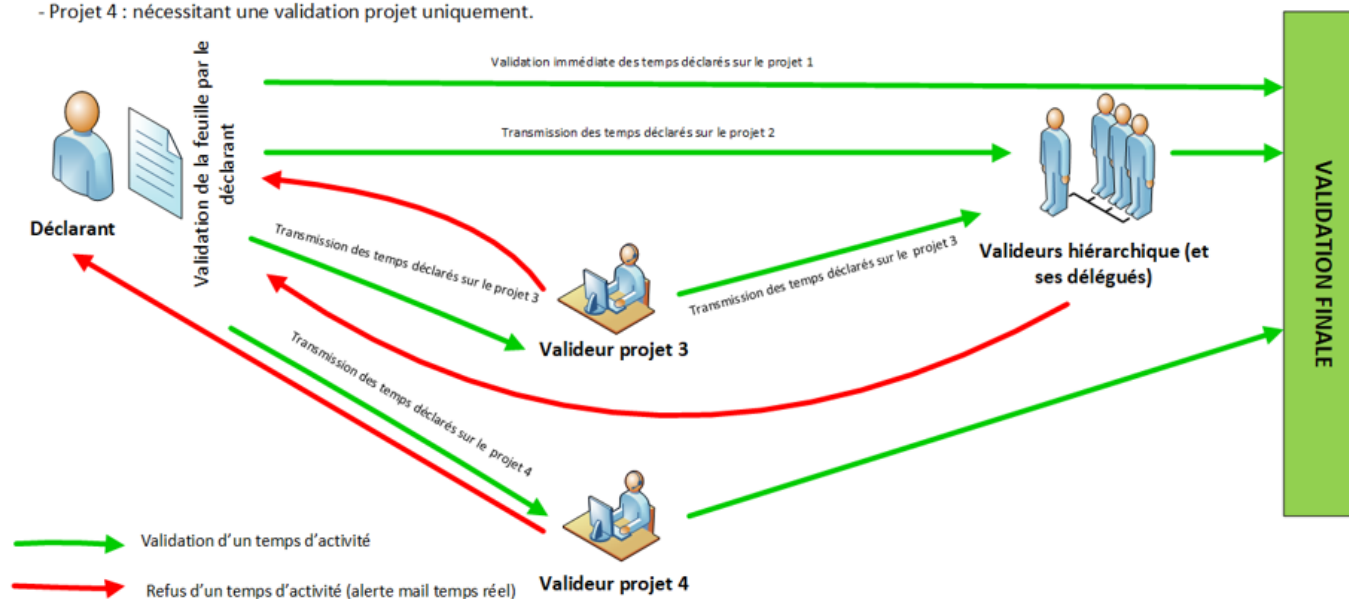 - Projet 4 : nécessitant une validation projet uniquement.
Validation immédiate des temps déclarés sur le projet 1
Validation de la feuille par le
déclarant
Transmission des temps déclarés sur le projet 2
VALIDATION FINALE
Déclarant
Transmission des temps déclarés sur le projet 3
Transmission des temps déclarés sur le projet 3
Valideurs hiérarchique (et
ses délégués)
Valideur projet 3
Transmission des temps déclarés sur le projet 4
Validation d'un temps d'activité
Valideur projet 4
Refus d'un temps d'activité (alerte mail temps réel)